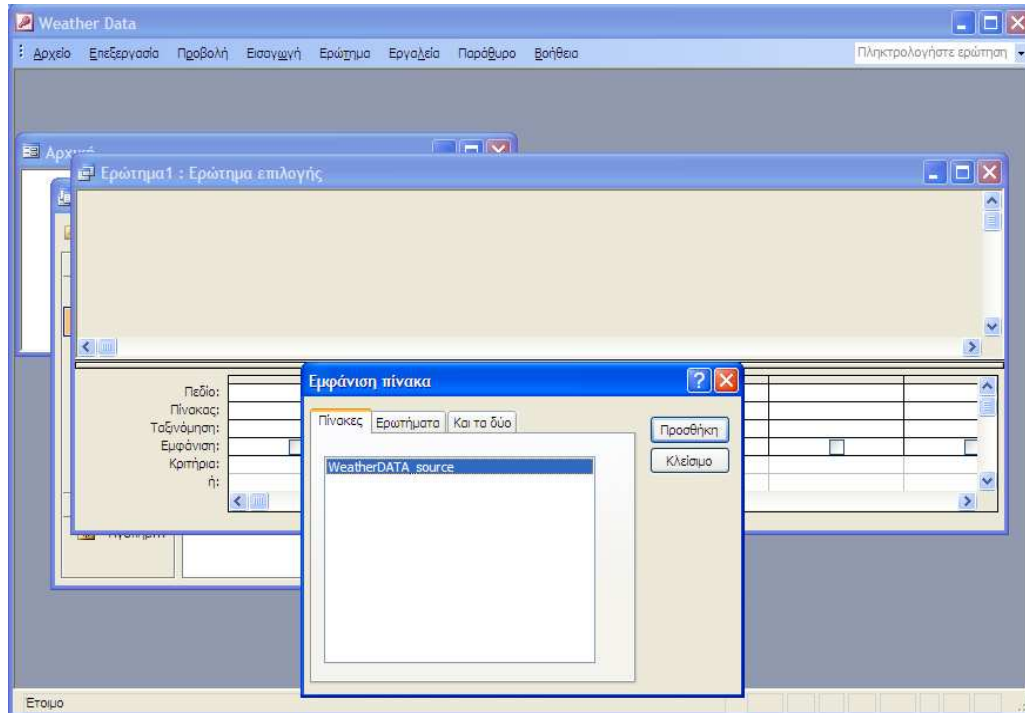 Weather Data
Αρχείο Επεξεργασία Προβολή Εισαγωγή Ερώτημα Εργαλεία Παράθυρο Βοήθεια Πληκτρολογήστε ερώτηση
Ερώτημα1 : Ερώτημα επιλογής
Πεδίο:
Πίνακας:
Ταξινόμηση:
Εμφάνιση:
Κριτήρια:
ή:
Εμφάνιση πίνακα
Πίνακες Ερωτήματα Και τα δύο
WeatherDATA_source
Προσθήκη
Κλείσιμο
Έτοιμο